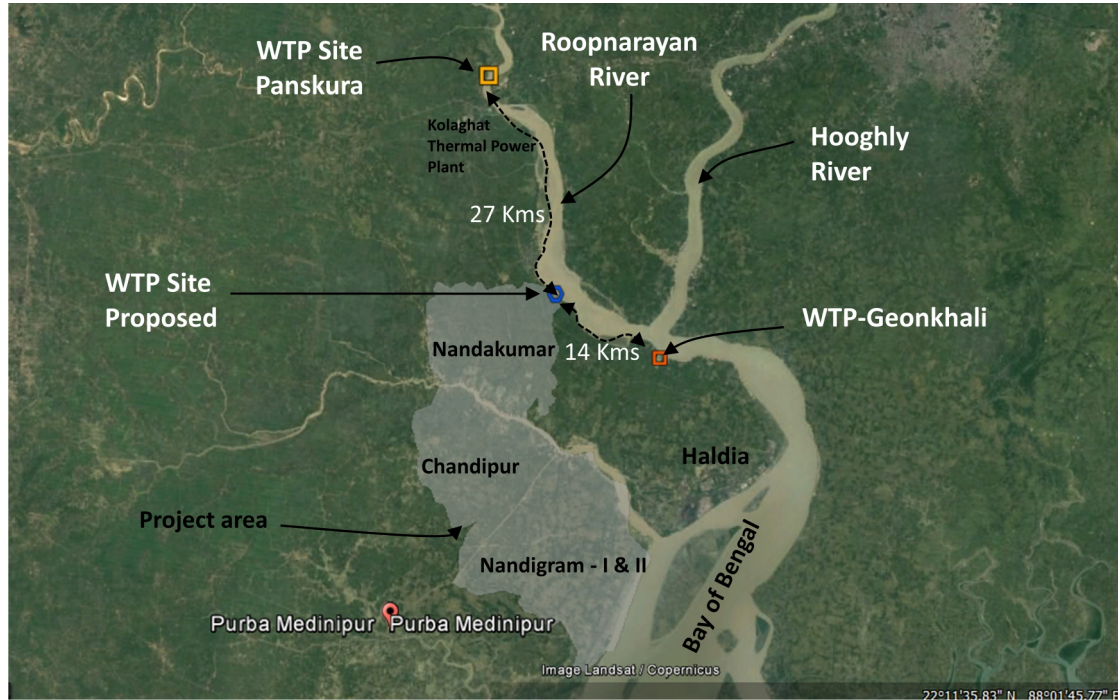 WTP Site
Panskura
Roopnarayan
River
Kolaghat
Thermal Power
Plant
Hooghly
River
27 Kms
WTP Site
Proposed
WTP-Geonkhali
Nandakumar
14 Kms
Chandipur
Haldia
Project area
Nandigram - I & II
Bay of Bengal
Purba Medinipur Purba Medinipur
Image Landsat / Copernicus
22°11'35.83" N 88°01'45.77"